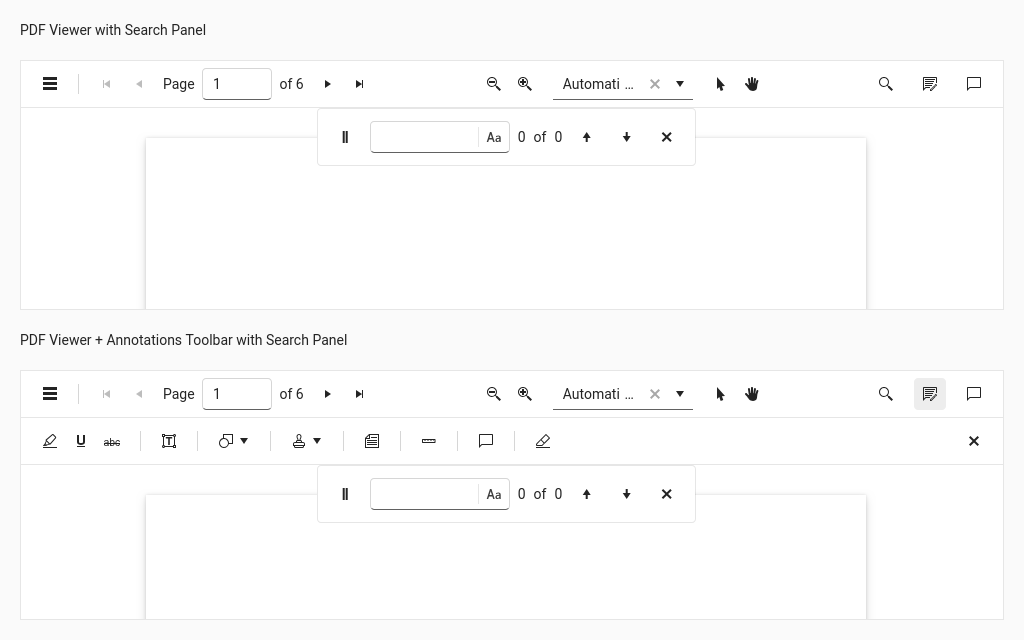 PDF Viewer with Search Panel
Page 1 of 6 Automati ...
Aa 0 of 0
PDF Viewer + Annotations Toolbar with Search Panel
Page 1 of 6 Automati ...
U abc T
Aa 0 of 0